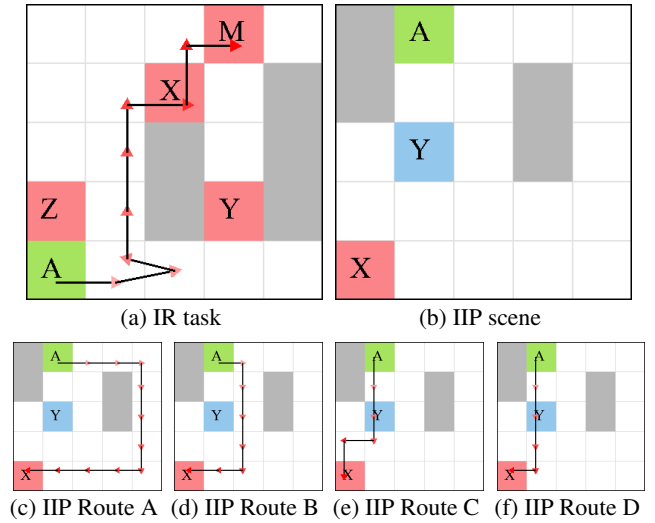 M
X
Z Y
A
A
Y
X
(a) IR task
(b) IIP scene
A
Y
X
A
Y
X
A
Y
X
A
Y
X
(c) IIP Route A (d) IIP Route B (e) IIP Route C (f) IIP Route D